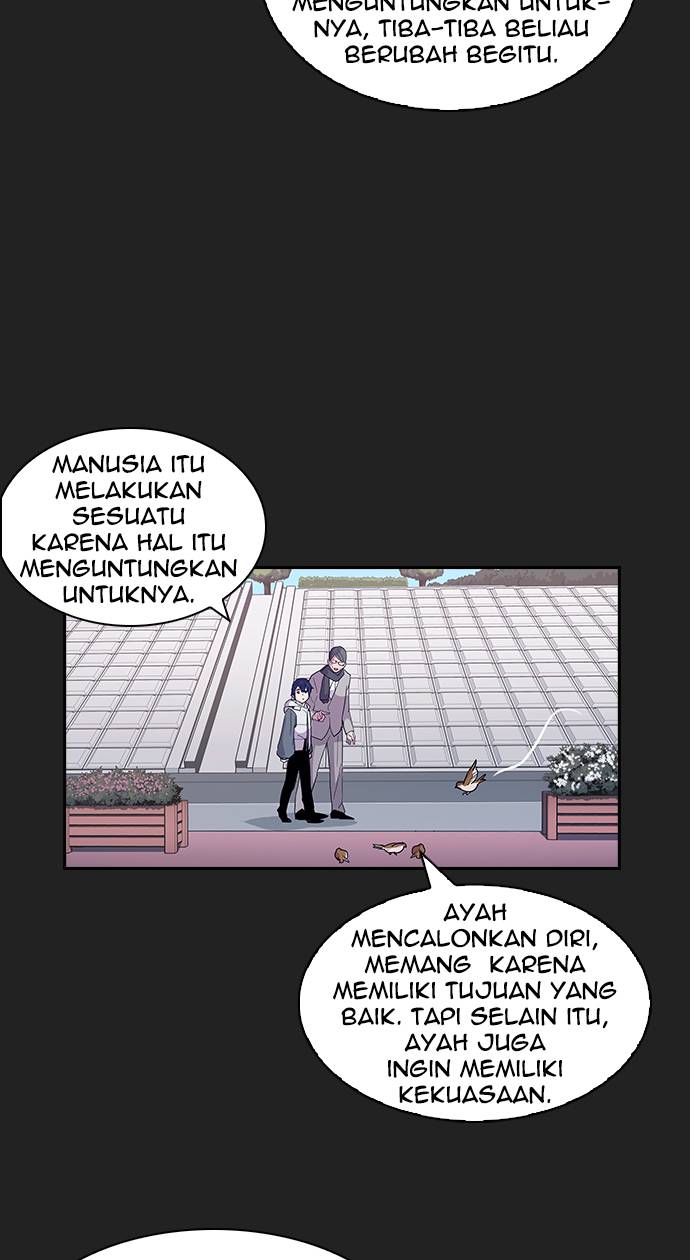 MENGUNTUNGKAN UNTUK-
NYA, TIBA-TIBA BELIAU
BERUBAH BEGITU.
MANUSIA ITU
MELAKUKAN
SESUATU
KARENA HAL ITU
MENGUNTUNGKAN
UNTUKNYA.
AYAH
MENCALONKAN DIRI,
MEMANG KARENA
MEMILIKI TUJUAN YANG
BAIK. TAPI SELAIN ITU,
AYAH JUGA
INGIN MEMILIKI
KEKUASAAN.